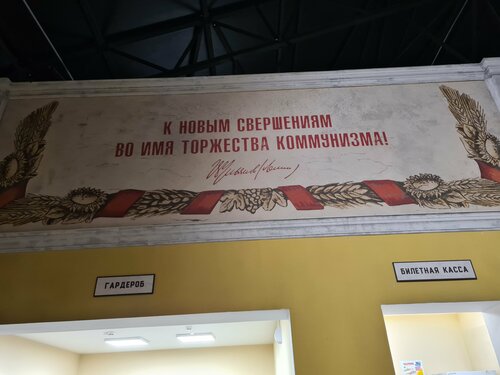 К НОВЫМ СВЕРШЕНИЯМ
ВО ИМЯ ТОРЖЕСТВА КОММУНИЗМА!
ГАРДЕРОБ
БИЛЕТНАЯ КАССА